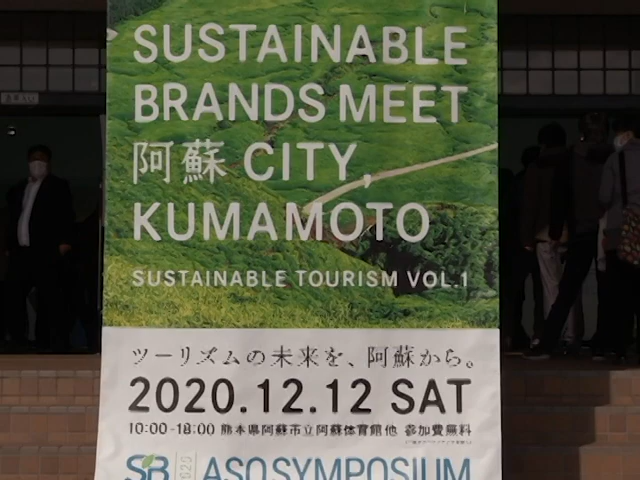 SUSTAINABLE
BRANDS MEET
阿蘇 CITY,
KUMAMOTO
SUSTAINABLE TOURISM VOL.1
ツーリズムの未来を、阿蘇から。
2020.12.12 SAT
10:00-18:00 熊本県阿蘇市立阿蘇体育館他 参加費無料
SB 2020 ASO SYMPOSIUM